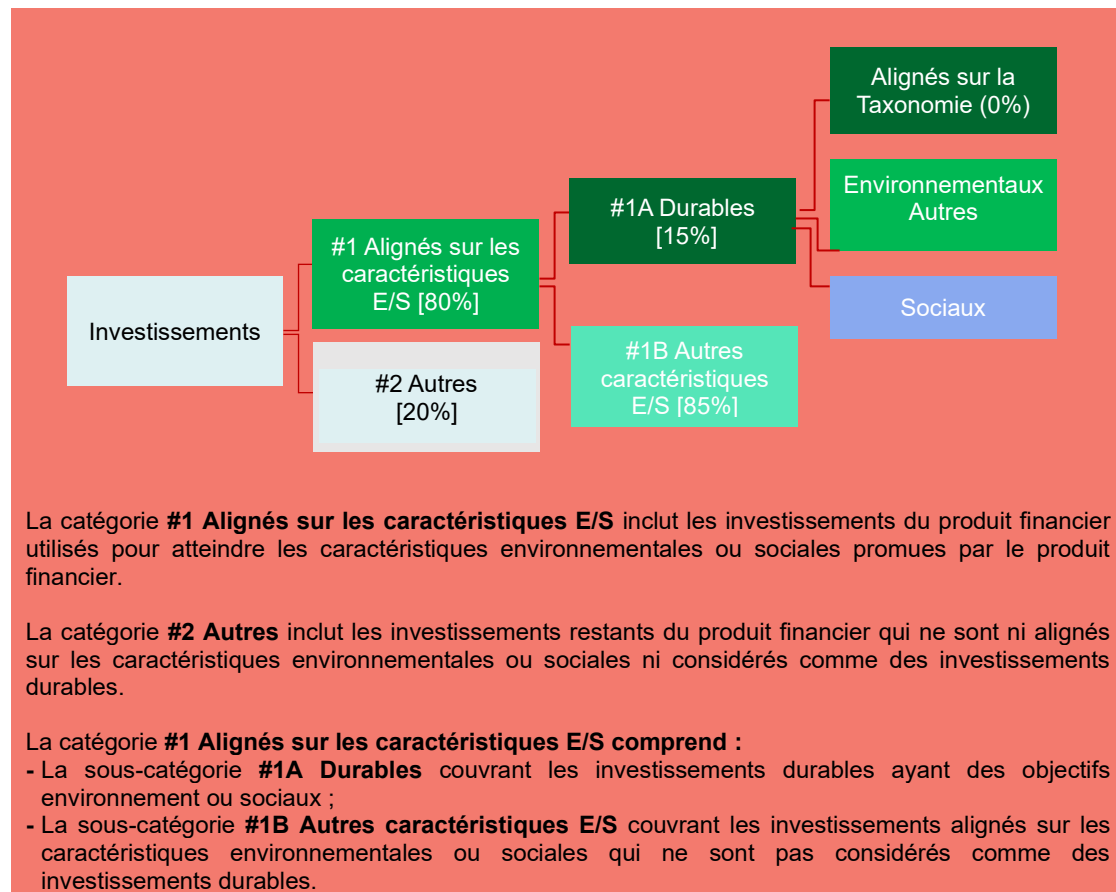 Alignés sur la
Taxonomie (0%)
Environnementaux
Autres
#1A Durables
[15%]
#1 Alignés sur les
caractéristiques
E/S [80%]
Sociaux
Investissements
#1B Autres
caractéristiques
E/S [85%]
#2 Autres
[20%]
La catégorie #1 Alignés sur les caractéristiques E/S inclut les investissements du produit financier
utilisés pour atteindre les caractéristiques environnementales ou sociales promues par le produit
financier.
La catégorie #2 Autres inclut les investissements restants du produit financier qui ne sont ni alignés
sur les caractéristiques environnementales ou sociales ni considérés comme des investissements
durables.
La catégorie #1 Alignés sur les caractéristiques E/S comprend :
- La sous-catégorie #1A Durables couvrant les investissements durables ayant des objectifs
environnement ou sociaux ;
- La sous-catégorie #1B Autres caractéristiques E/S couvrant les investissements alignés sur les
caractéristiques environnementales ou sociales qui ne sont pas considérés comme des
investissements durables.